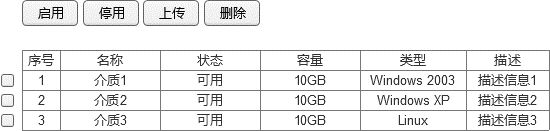 启用 停用 上传 删除
序号 名称 状态 容量 类型 描述
1 介质1 可用 10GB Windows 2003 描述信息1
2 介质2 可用 10GB Windows XP 描述信息2
3 介质3 可用 10GB Linux 描述信息3